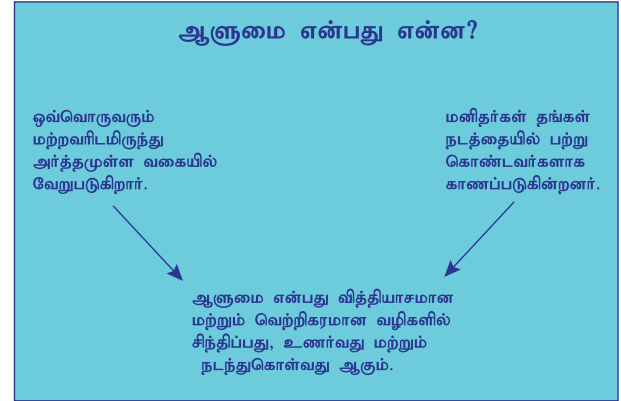 ஆளுமை என்பது என்ன?
ஒவ்வொருவரும்
மற்றவரிடமிருந்து
அர்த்தமுள்ள வகையில்
வேறுபடுகிறார்.
மனிதர்கள் தங்கள்
நடத்தையில் பற்று
கொண்டவர்களாக
காணப்படுகின்றனர்.
ஆளுமை என்பது வித்தியாசமான
மற்றும் வெற்றிகரமான வழிகளில்
சிந்திப்பது, உணர்வது மற்றும்
நடந்துகொள்வது ஆகும்.